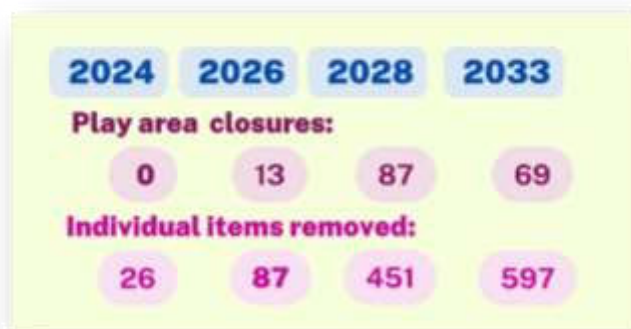 2024 2026 2028 2033
Play area closures:
0 13 87 69
Individual items removed:
26 87 451 597